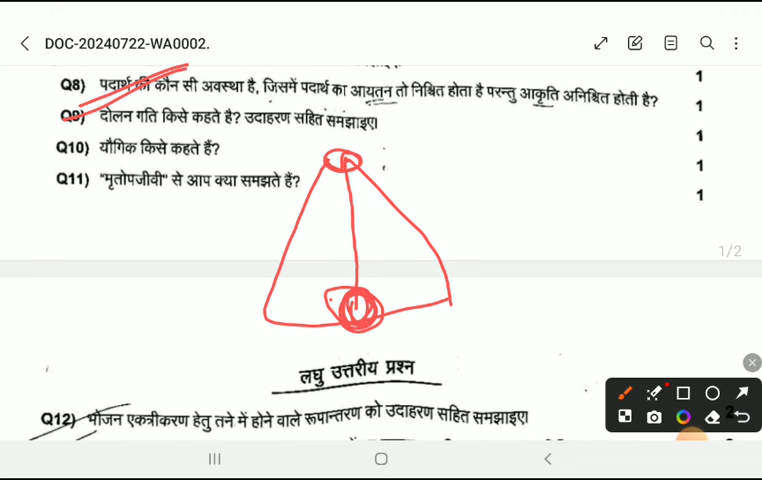 DOC-20240722-WA0002.
1
Q8) पदार्थ की कौन सी अवस्था है, जिसमें पदार्थ का आयतन तो निश्चित होता है परन्तु आकृति अनिश्चित होती है?
1
Q9) दोलन गति किसे कहते है? उदाहरण सहित समझाइए।
1
Q10) यौगिक किसे कहते हैं?
1
Q11) "मृतोपजीवी" से आप क्या समझते हैं?
1
1/2
लघु उत्तरीय प्रश्न
Q12) भोजन एकत्रीकरण हेतु तने में होने वाले रूपान्तरण को उदाहरण सहित समझाइए।
2